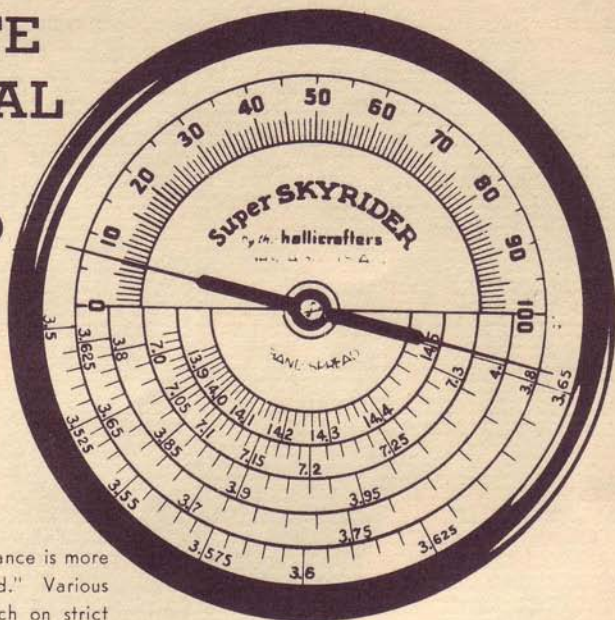 TE
AL
0 10 20 30 40 50 60 70 80 90 100
Super SKYRIDER
by the hallicrafters
BAND SPREAD
3.5 3.525 3.55 3.575 3.6 3.625 3.65
3.625 3.65 3.7 3.75 3.8
3.8 3.85 3.9 3.95 4.
7.0 7.05 7.1 7.15 7.2 7.25 7.3
13.9 14.0 14.1 14.2 14.3 14.4 14.5
ance is more
d." Various
ch on strict